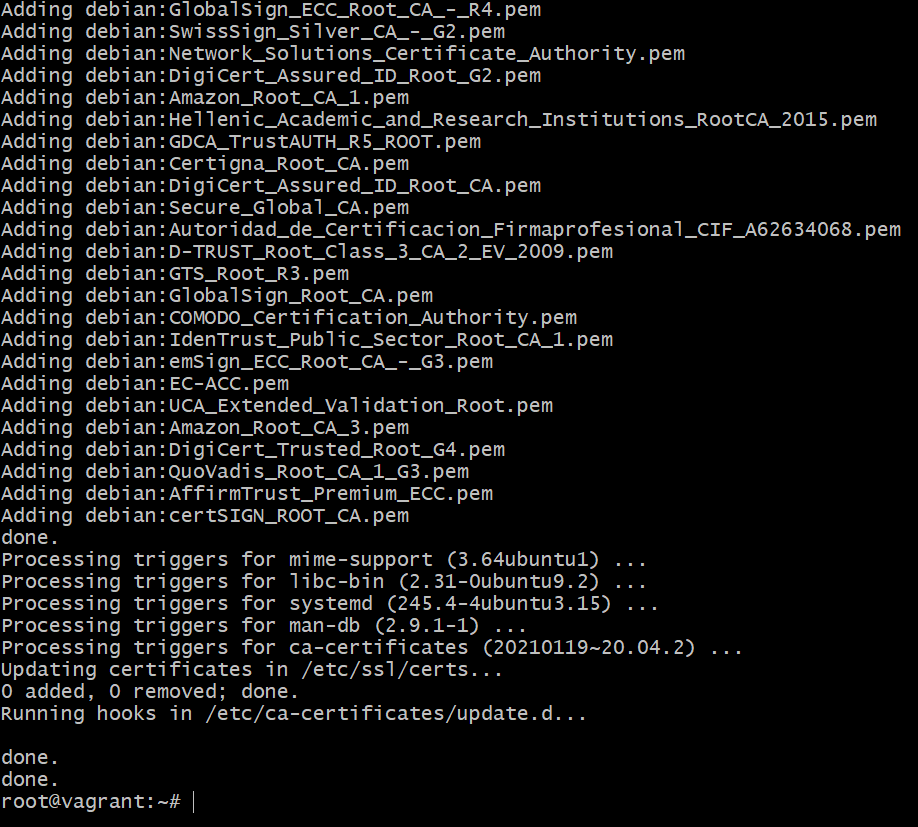 Adding debian:GlobalSign_ECC_Root_CA_-_R4.pem
Adding debian:SwissSign_Silver_CA_-_G2.pem
Adding debian:Network_Solutions_Certificate_Authority.pem
Adding debian:DigiCert_Assured_ID_Root_G2.pem
Adding debian:Amazon_Root_CA_1.pem
Adding debian:Hellenic_Academic_and_Research_Institutions_RootCA_2015.pem
Adding debian:GDCA_TrustAUTH_R5_ROOT.pem
Adding debian:Certigna_Root_CA.pem
Adding debian:DigiCert_Assured_ID_Root_CA.pem
Adding debian:Secure_Global_CA.pem
Adding debian:Autoridad_de_Certificacion_Firmaprofesional_CIF_A62634068.pem
Adding debian:D-TRUST_Root_Class_3_CA_2_EV_2009.pem
Adding debian:GTS_Root_R3.pem
Adding debian:GlobalSign_Root_CA.pem
Adding debian:COMODO_Certification_Authority.pem
Adding debian:IdenTrust_Public_Sector_Root_CA_1.pem
Adding debian:emSign_ECC_Root_CA_-_G3.pem
Adding debian:EC-ACC.pem
Adding debian:UCA_Extended_Validation_Root.pem
Adding debian:Amazon_Root_CA_3.pem
Adding debian:DigiCert_Trusted_Root_G4.pem
Adding debian:QuoVadis_Root_CA_1_G3.pem
Adding debian:AffirmTrust_Premium_ECC.pem
Adding debian:certSIGN_ROOT_CA.pem
done.
Processing triggers for mime-support (3.64ubuntu1) ...
Processing triggers for libc-bin (2.31-0ubuntu9.2) ...
Processing triggers for systemd (245.4-4ubuntu3.15) ...
Processing triggers for man-db (2.9.1-1) ...
Processing triggers for ca-certificates (20210119~20.04.2) ...
Updating certificates in /etc/ssl/certs...
0 added, 0 removed; done.
Running hooks in /etc/ca-certificates/update.d...
done.
done.
root@vagrant:~#